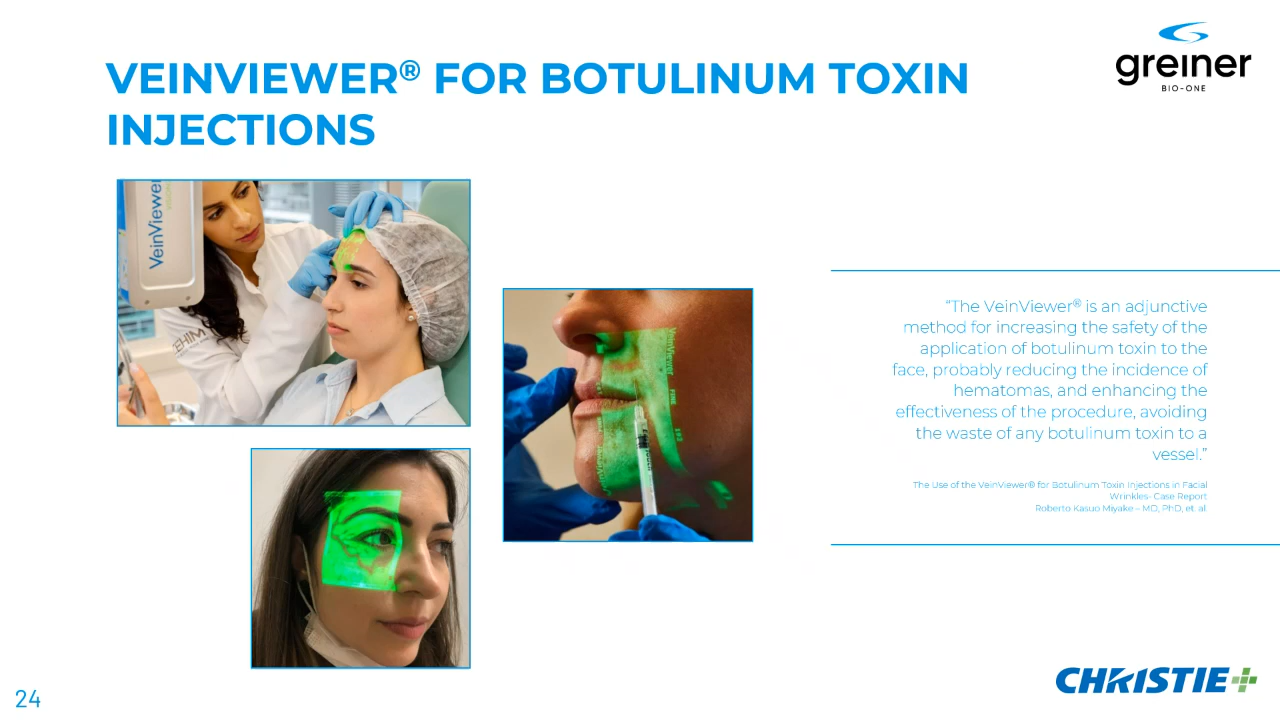 VEINVIEWER® FOR BOTULINUM TOXIN
INJECTIONS
greiner
BIO-ONE
VeinViewer
VeinViewer
FINE
“The VeinViewer® is an adjunctive
method for increasing the safety of the
application of botulinum toxin to the
face, probably reducing the incidence of
hematomas, and enhancing the
effectiveness of the procedure, avoiding
the waste of any botulinum toxin to a
vessel.”
The Use of the VeinViewer® for Botulinum Toxin Injections in Facial
Wrinkles- Case Report
Roberto Kasuo Miyake – MD, PhD, et. al.
CHRISTIE
24